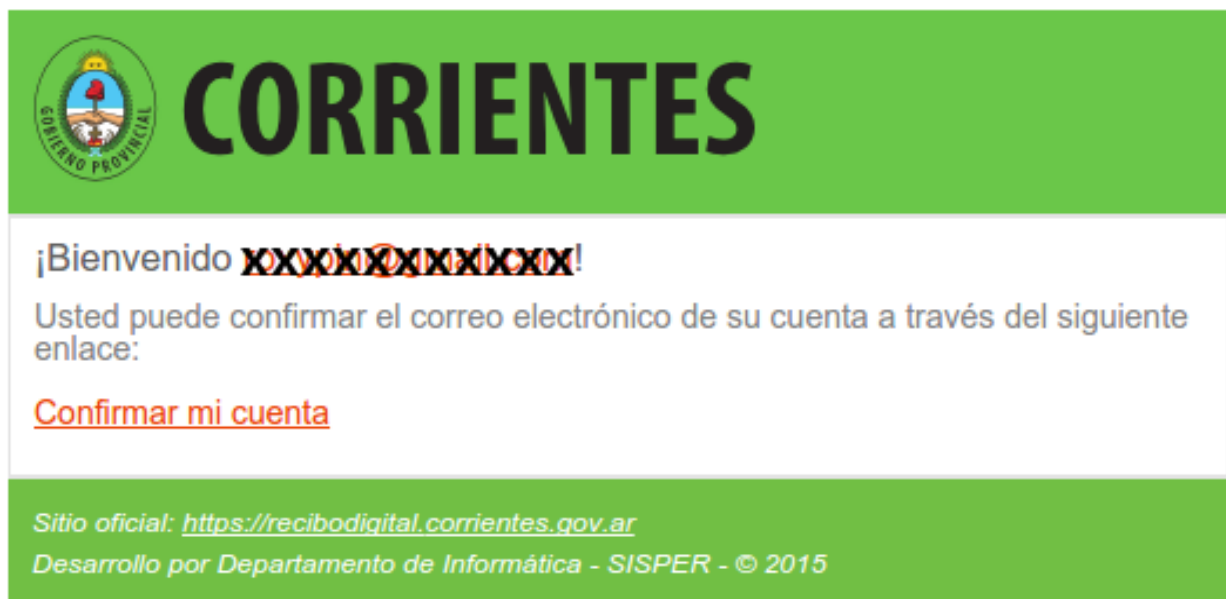 GOBIERNO PROVINCIAL
CORRIENTES
¡Bienvenido xxxxxxxxxxx!
Usted puede confirmar el correo electrónico de su cuenta a través del siguiente
enlace:
Confirmar mi cuenta
Sitio oficial: https://recibodigital.corrientes.gov.ar
Desarrollo por Departamento de Informática - SISPER - © 2015